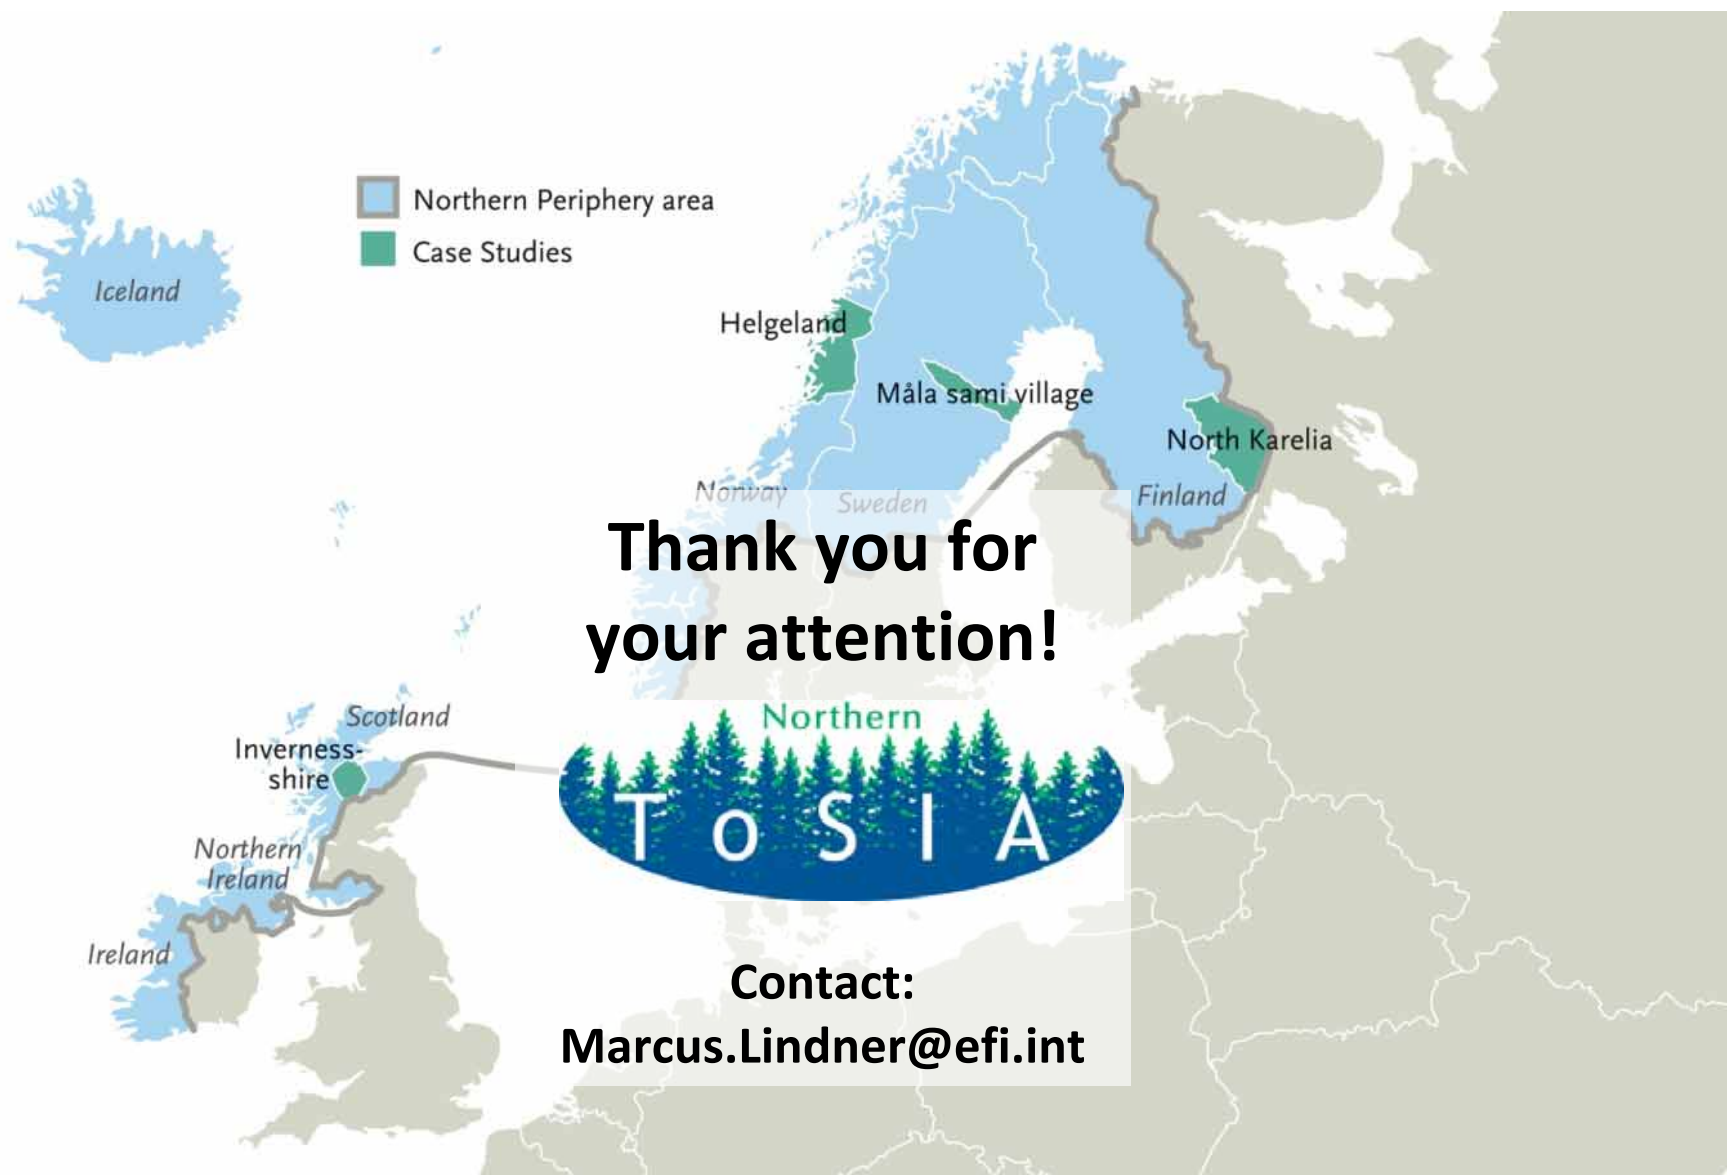 Northern Periphery area
Case Studies
Iceland
Helgeland
Måla sami village
North Karelia
Norway
Sweden
Finland
Thank you for
your attention!
Scotland
Inverness-
shire
Northern
ToSIA
Northern
Ireland
Ireland
Contact:
Marcus.Lindner@efi.int